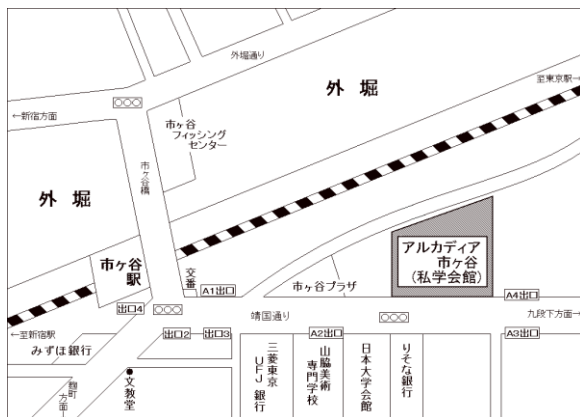 外堀通り
至東京駅→
外 堀
←新宿方面
市ヶ谷
フィッシング
センター
市ヶ谷橋
外 堀
アルカディア
市ヶ谷
(私学会館)
市ヶ谷
駅
交番
A1出口
市ヶ谷プラザ
A4出口
出口4
靖国通り
九段下方面→
←至新宿駅
出口2
出口3
A2出口
A3出口
みずほ銀行
麹町
方面
文教堂
三菱東京
UFJ銀行
山脇美術
専門学校
日本大学会館
りそな銀行